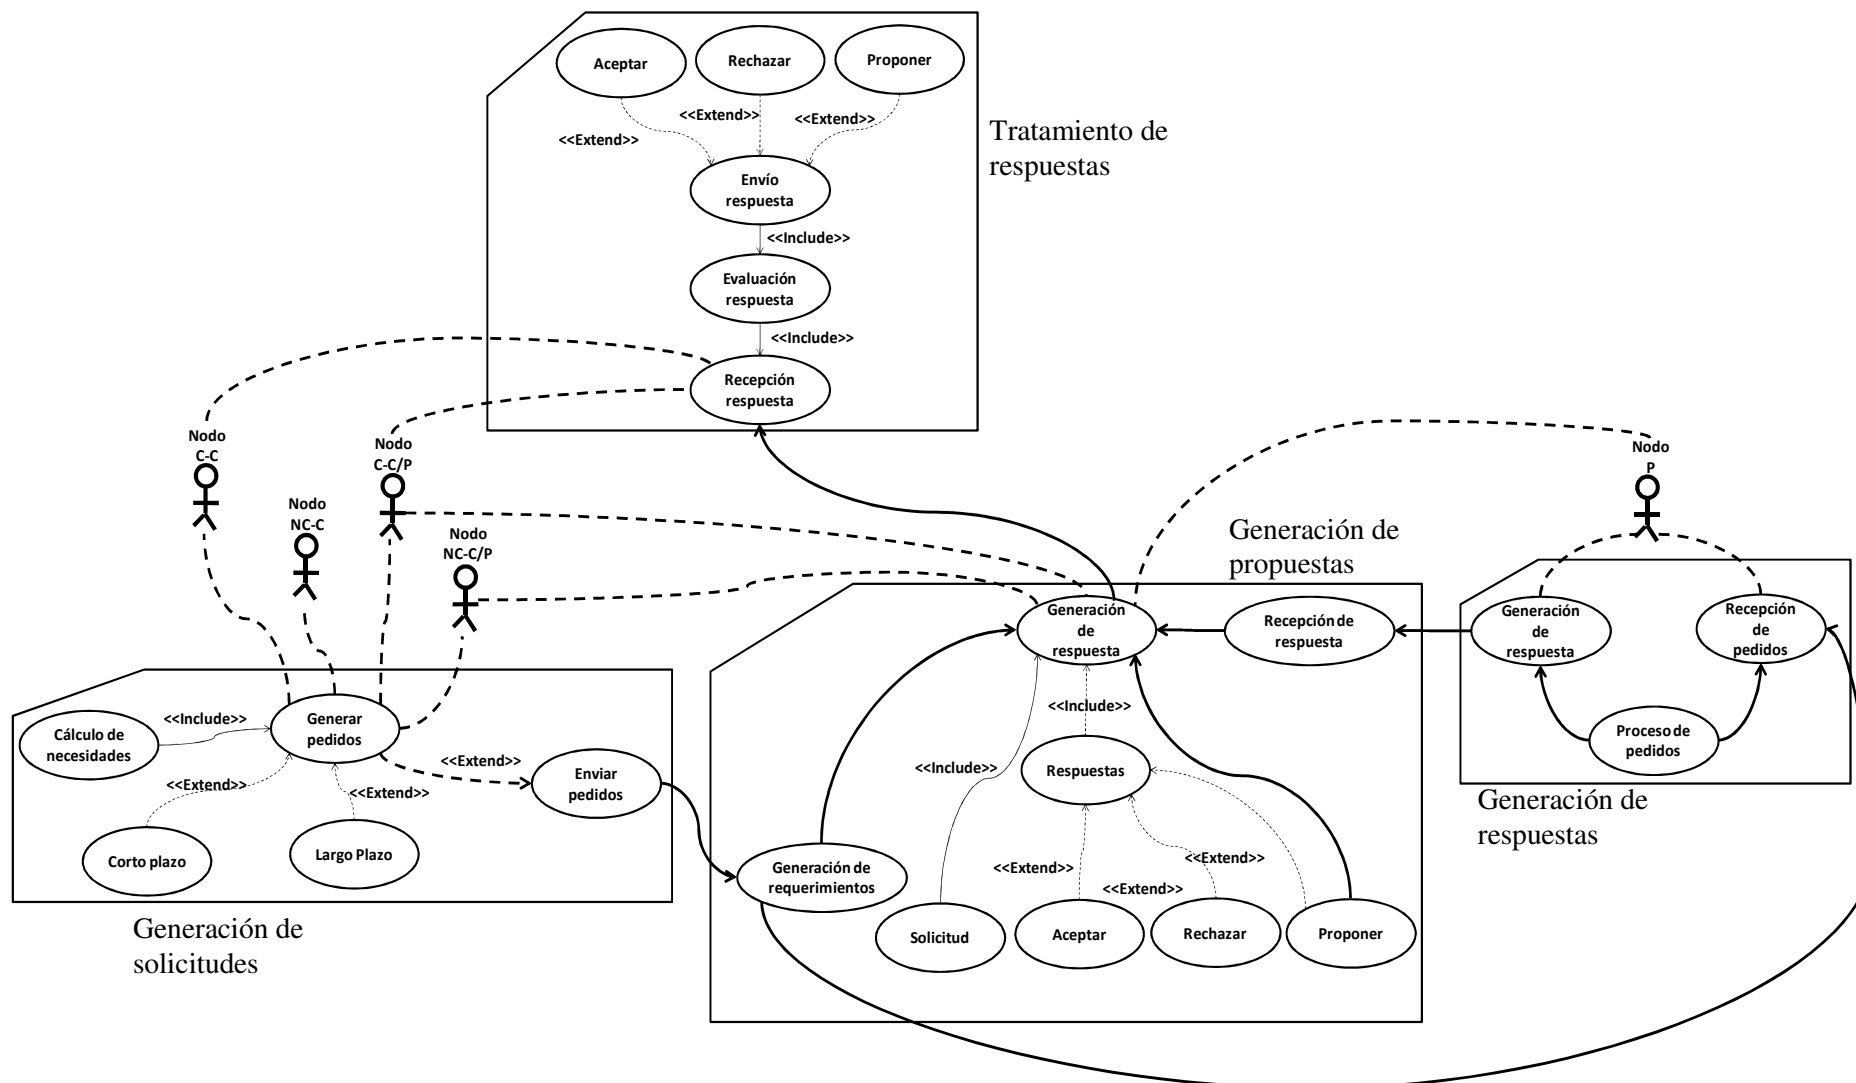 Aceptar
Rechazar
Proponer
<<Extend>>
<<Extend>>
<<Extend>>
Tratamiento de
respuestas
Envío
respuesta
<<Include>>
Evaluación
respuesta
<<Include>>
Recepción
respuesta
Nodo
C-C
Nodo
C-C/P
Nodo
NC-C
Nodo
NC-C/P
Nodo
P
Generación de
propuestas
Generación
de
respuesta
Recepción de
respuesta
Generación
de
respuesta
Recepción
de
pedidos
Proceso de
pedidos
Generación de
respuestas
<<Include>>
Generar
pedidos
Cálculo de
necesidades
<<Extend>>
<<Extend>>
<<Extend>>
Enviar
pedidos
Corto plazo
Largo Plazo
Generación de
solicitudes
<<Include>>
<<Include>>
Respuestas
Generación de
requerimientos
<<Extend>>
<<Extend>>
<<Extend>>
Solicitud
Aceptar
Rechazar
Proponer